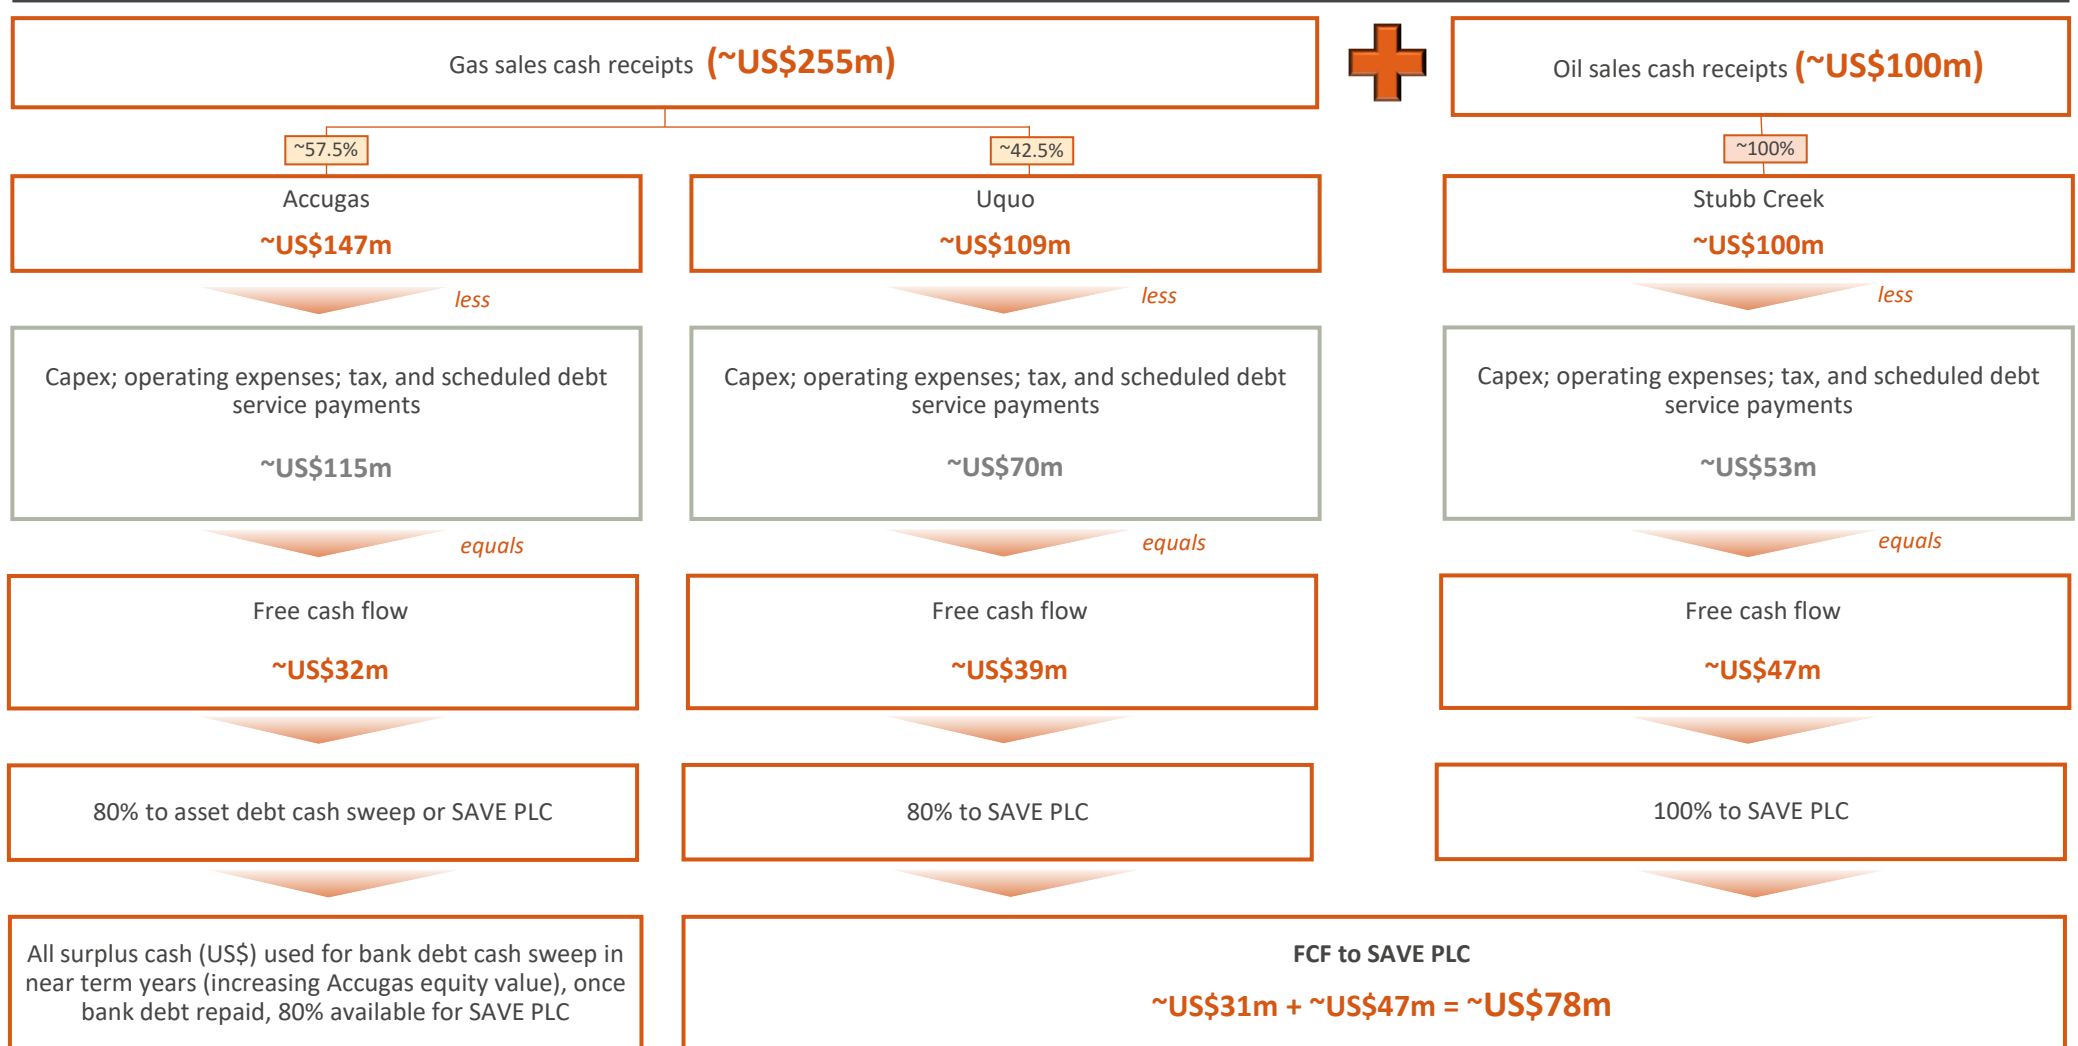 Gas sales cash receipts (~US$255m)
Oil sales cash receipts (~US$100m)
~57.5%
~42.5%
~100%
Accugas
~US$147m
Uquo
~US$109m
Stubb Creek
~US$100m
less
less
less
Capex; operating expenses; tax, and scheduled debt
service payments
~US$115m
Capex; operating expenses; tax, and scheduled debt
service payments
~US$70m
Capex; operating expenses; tax, and scheduled debt
service payments
~US$53m
equals
equals
equals
Free cash flow
~US$32m
Free cash flow
~US$39m
Free cash flow
~US$47m
80% to asset debt cash sweep or SAVE PLC
80% to SAVE PLC
100% to SAVE PLC
All surplus cash (US$) used for bank debt cash sweep in
near term years (increasing Accugas equity value), once
bank debt repaid, 80% available for SAVE PLC
FCF to SAVE PLC
~US$31m + ~US$47m = ~US$78m